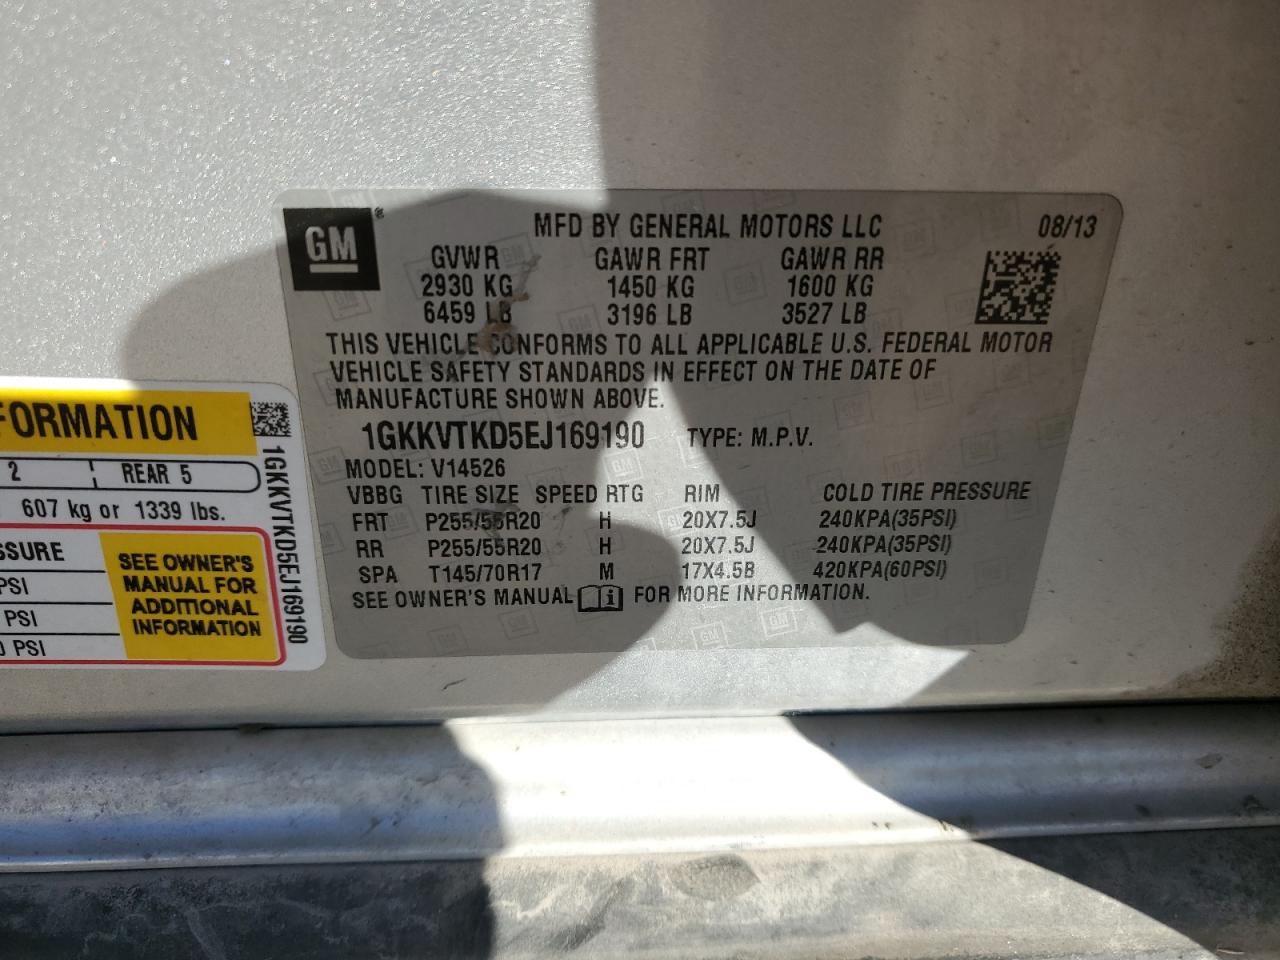 GM ®
MFD BY GENERAL MOTORS LLC 08/13
GVWR GAWR FRT GAWR RR
2930 KG 1450 KG 1600 KG
6459 LB 3196 LB 3527 LB
THIS VEHICLE CONFORMS TO ALL APPLICABLE U.S. FEDERAL MOTOR
VEHICLE SAFETY STANDARDS IN EFFECT ON THE DATE OF
MANUFACTURE SHOWN ABOVE.
1GKKVTKD5EJ169190 TYPE: M.P.V.
MODEL: V14526
VBBG TIRE SIZE SPEED RTG RIM COLD TIRE PRESSURE
FRT P255/55R20 H 20X7.5J 240KPA(35PSI)
RR P255/55R20 H 20X7.5J 240KPA(35PSI)
SPA T145/70R17 M 17X4.5B 420KPA(60PSI)
SEE OWNER'S MANUAL FOR MORE INFORMATION.
FORMATION
2 REAR 5
607 kg or 1339 lbs.
SSURE
PSI
PSI
0 PSI
SEE OWNER'S
MANUAL FOR
ADDITIONAL
INFORMATION
1GKKVTKD5EJ169190